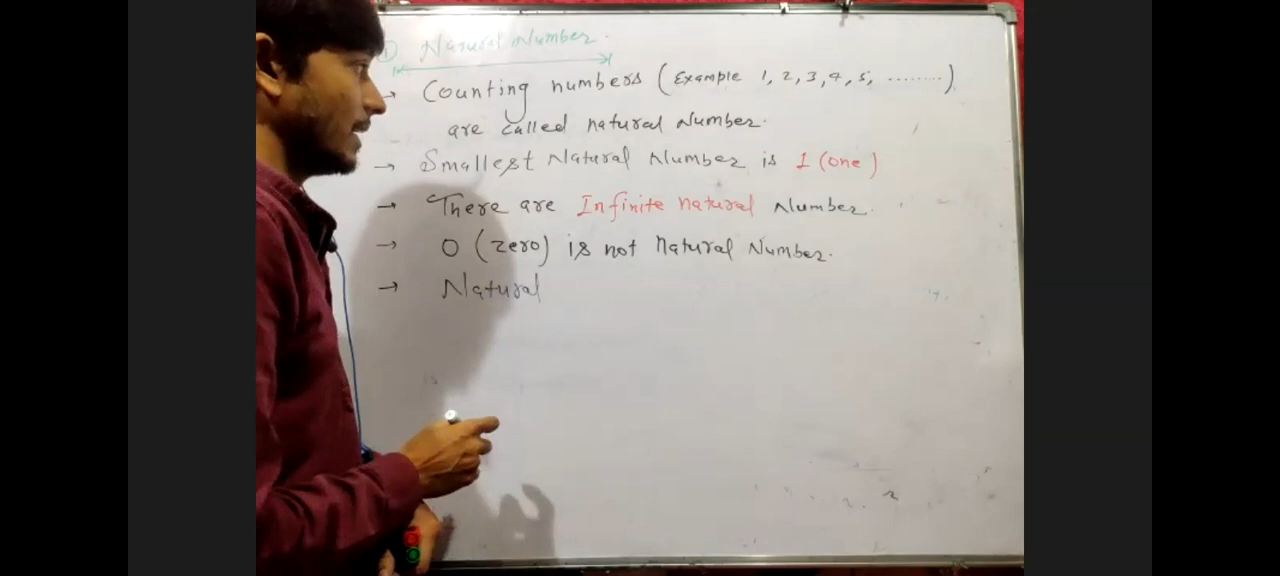 ① Natural Number.
→ Counting numbers (Example 1, 2, 3, 4, 5, ........)
are called natural Number.
→ Smallest Natural Number is 1 (one)
→ There are Infinite natural Number.
→ 0 (zero) is not Natural Number.
→ Natural